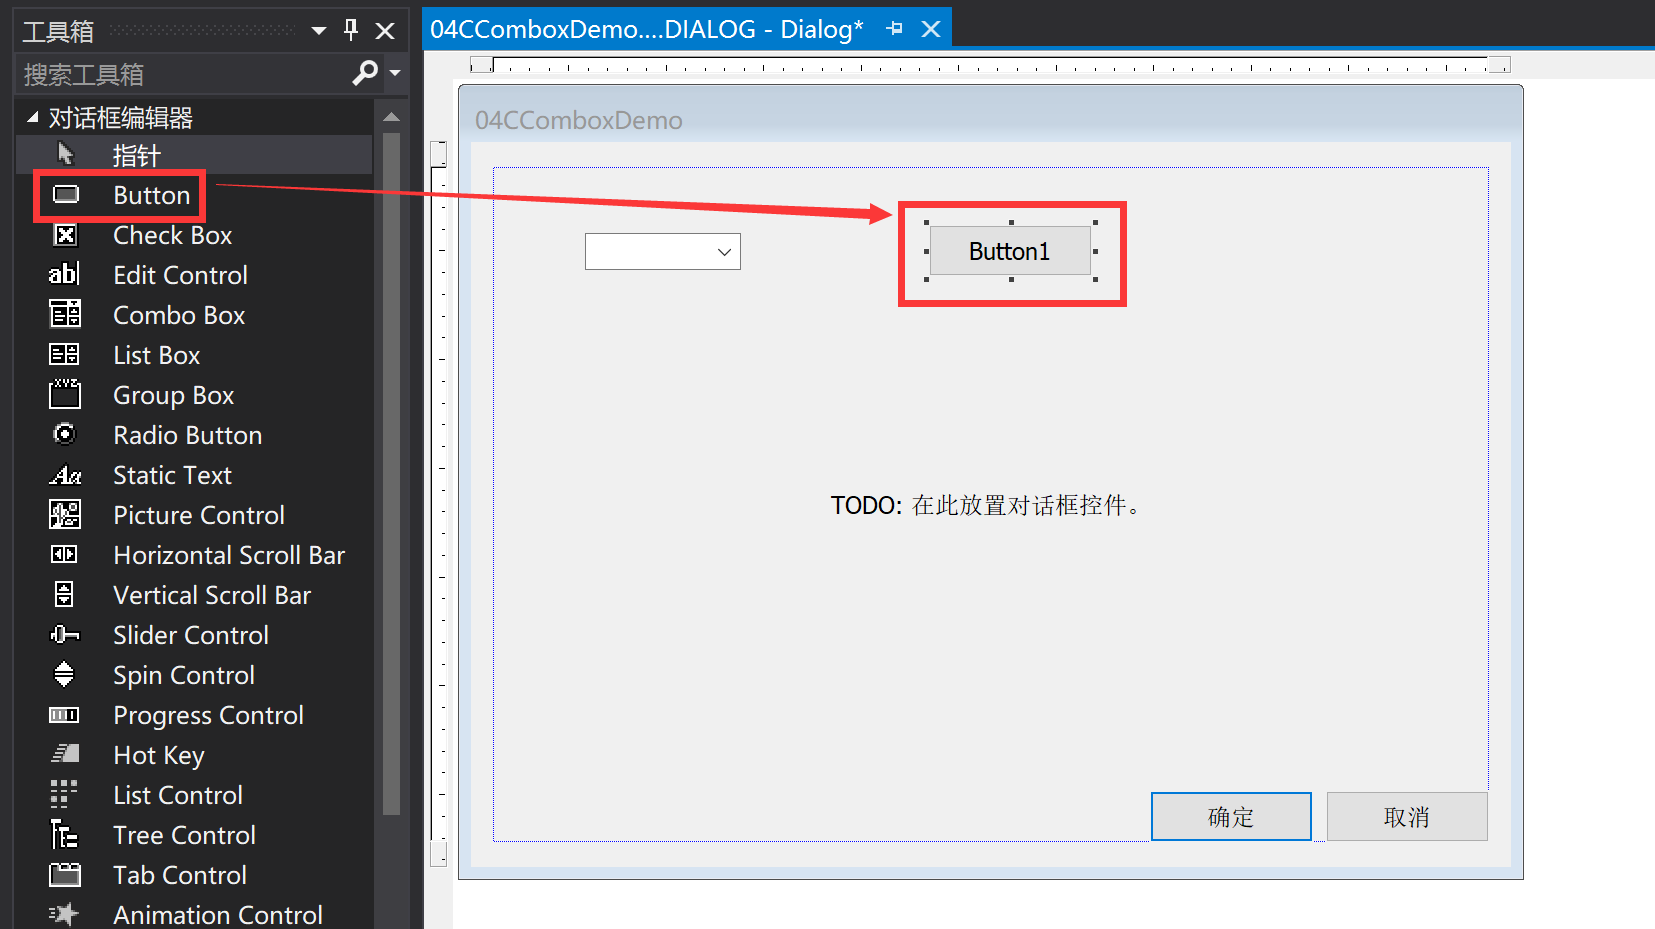 工具箱
搜索工具箱
对话框编辑器
指针
Button
Check Box
Edit Control
Combo Box
List Box
Group Box
Radio Button
Static Text
Picture Control
Horizontal Scroll Bar
Vertical Scroll Bar
Slider Control
Spin Control
Progress Control
Hot Key
List Control
Tree Control
Tab Control
Animation Control
04CComboxDemo....DIALOG - Dialog*
04CComboxDemo
Button1
TODO: 在此放置对话框控件。
确定
取消